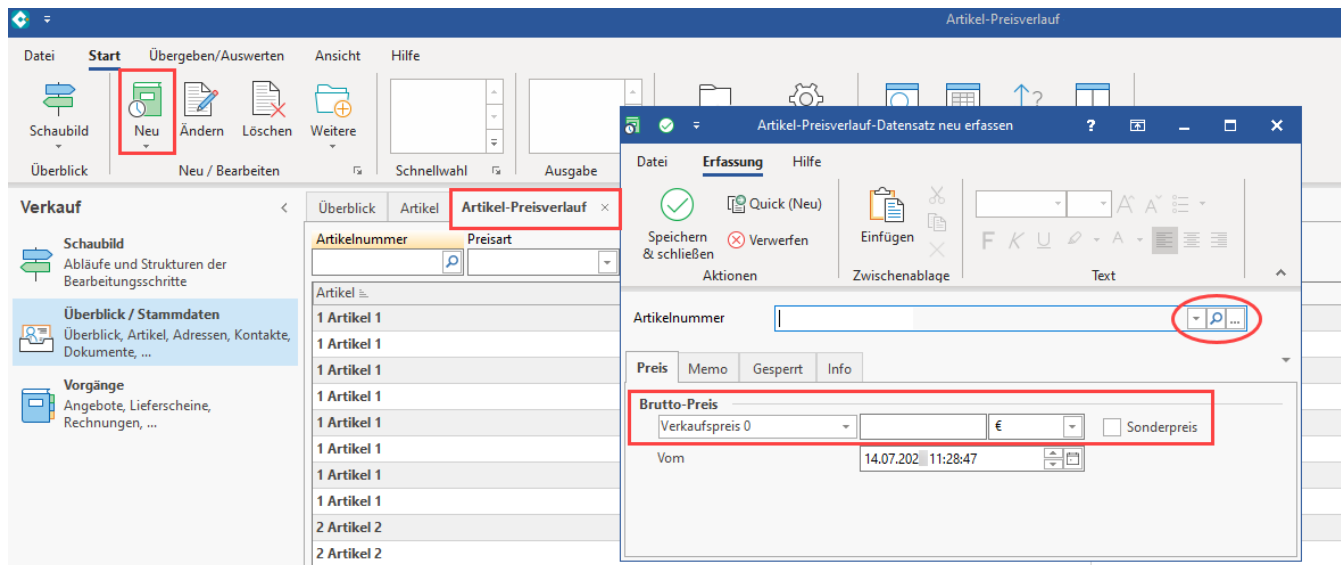 Artikel-Preisverlauf
Datei Start Übergeben/Auswerten Ansicht Hilfe
Schaubild Neu Ändern Löschen Weitere
Überblick Neu / Bearbeiten Schnellwahl Ausgabe
Verkauf
Schaubild
Abläufe und Strukturen der
Bearbeitungsschritte
Überblick / Stammdaten
Überblick, Artikel, Adressen, Kontakte,
Dokumente, ...
Vorgänge
Angebote, Lieferscheine,
Rechnungen, ...
Überblick Artikel Artikel-Preisverlauf
Artikelnummer Preisart
Artikel
1 Artikel 1
1 Artikel 1
1 Artikel 1
1 Artikel 1
1 Artikel 1
1 Artikel 1
1 Artikel 1
1 Artikel 1
2 Artikel 2
2 Artikel 2
Artikel-Preisverlauf-Datensatz neu erfassen ?
Datei Erfassung Hilfe
Speichern
& schließen
Quick (Neu)
Verwerfen
Einfügen
F K U A A A
Aktionen Zwischenablage Text
Artikelnummer ...
Preis Memo Gesperrt Info
Brutto-Preis
Verkaufspreis 0 € Sonderpreis
Vom 14.07.202 11:28:47